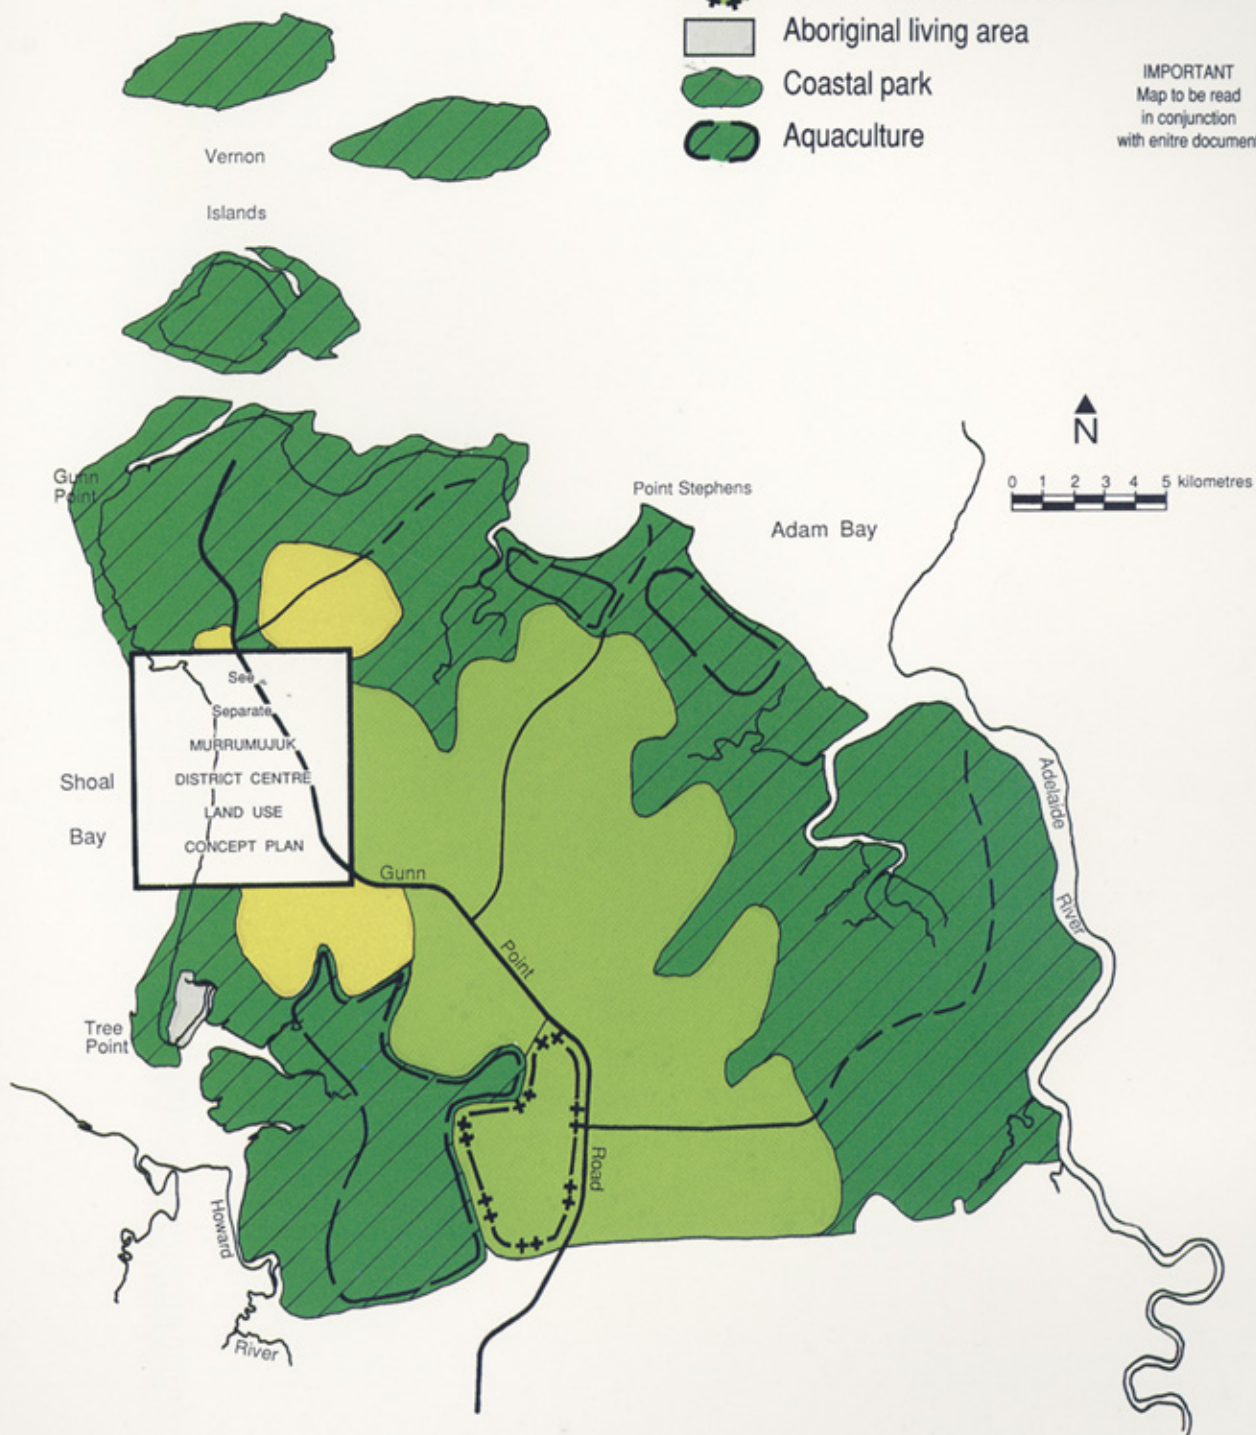 Aboriginal living area
Coastal park
Aquaculture
IMPORTANT
Map to be read
in conjunction
with enitre documen
Vernon
Islands
N
0 1 2 3 4 5 kilometres
Gunn
Point
Point Stephens
Adam Bay
See
Separate
MURRUMUJUK
DISTRICT CENTRE
LAND USE
CONCEPT PLAN
Shoal
Bay
Adelaide
River
Gunn
Point
Road
Tree
Point
Howard
River